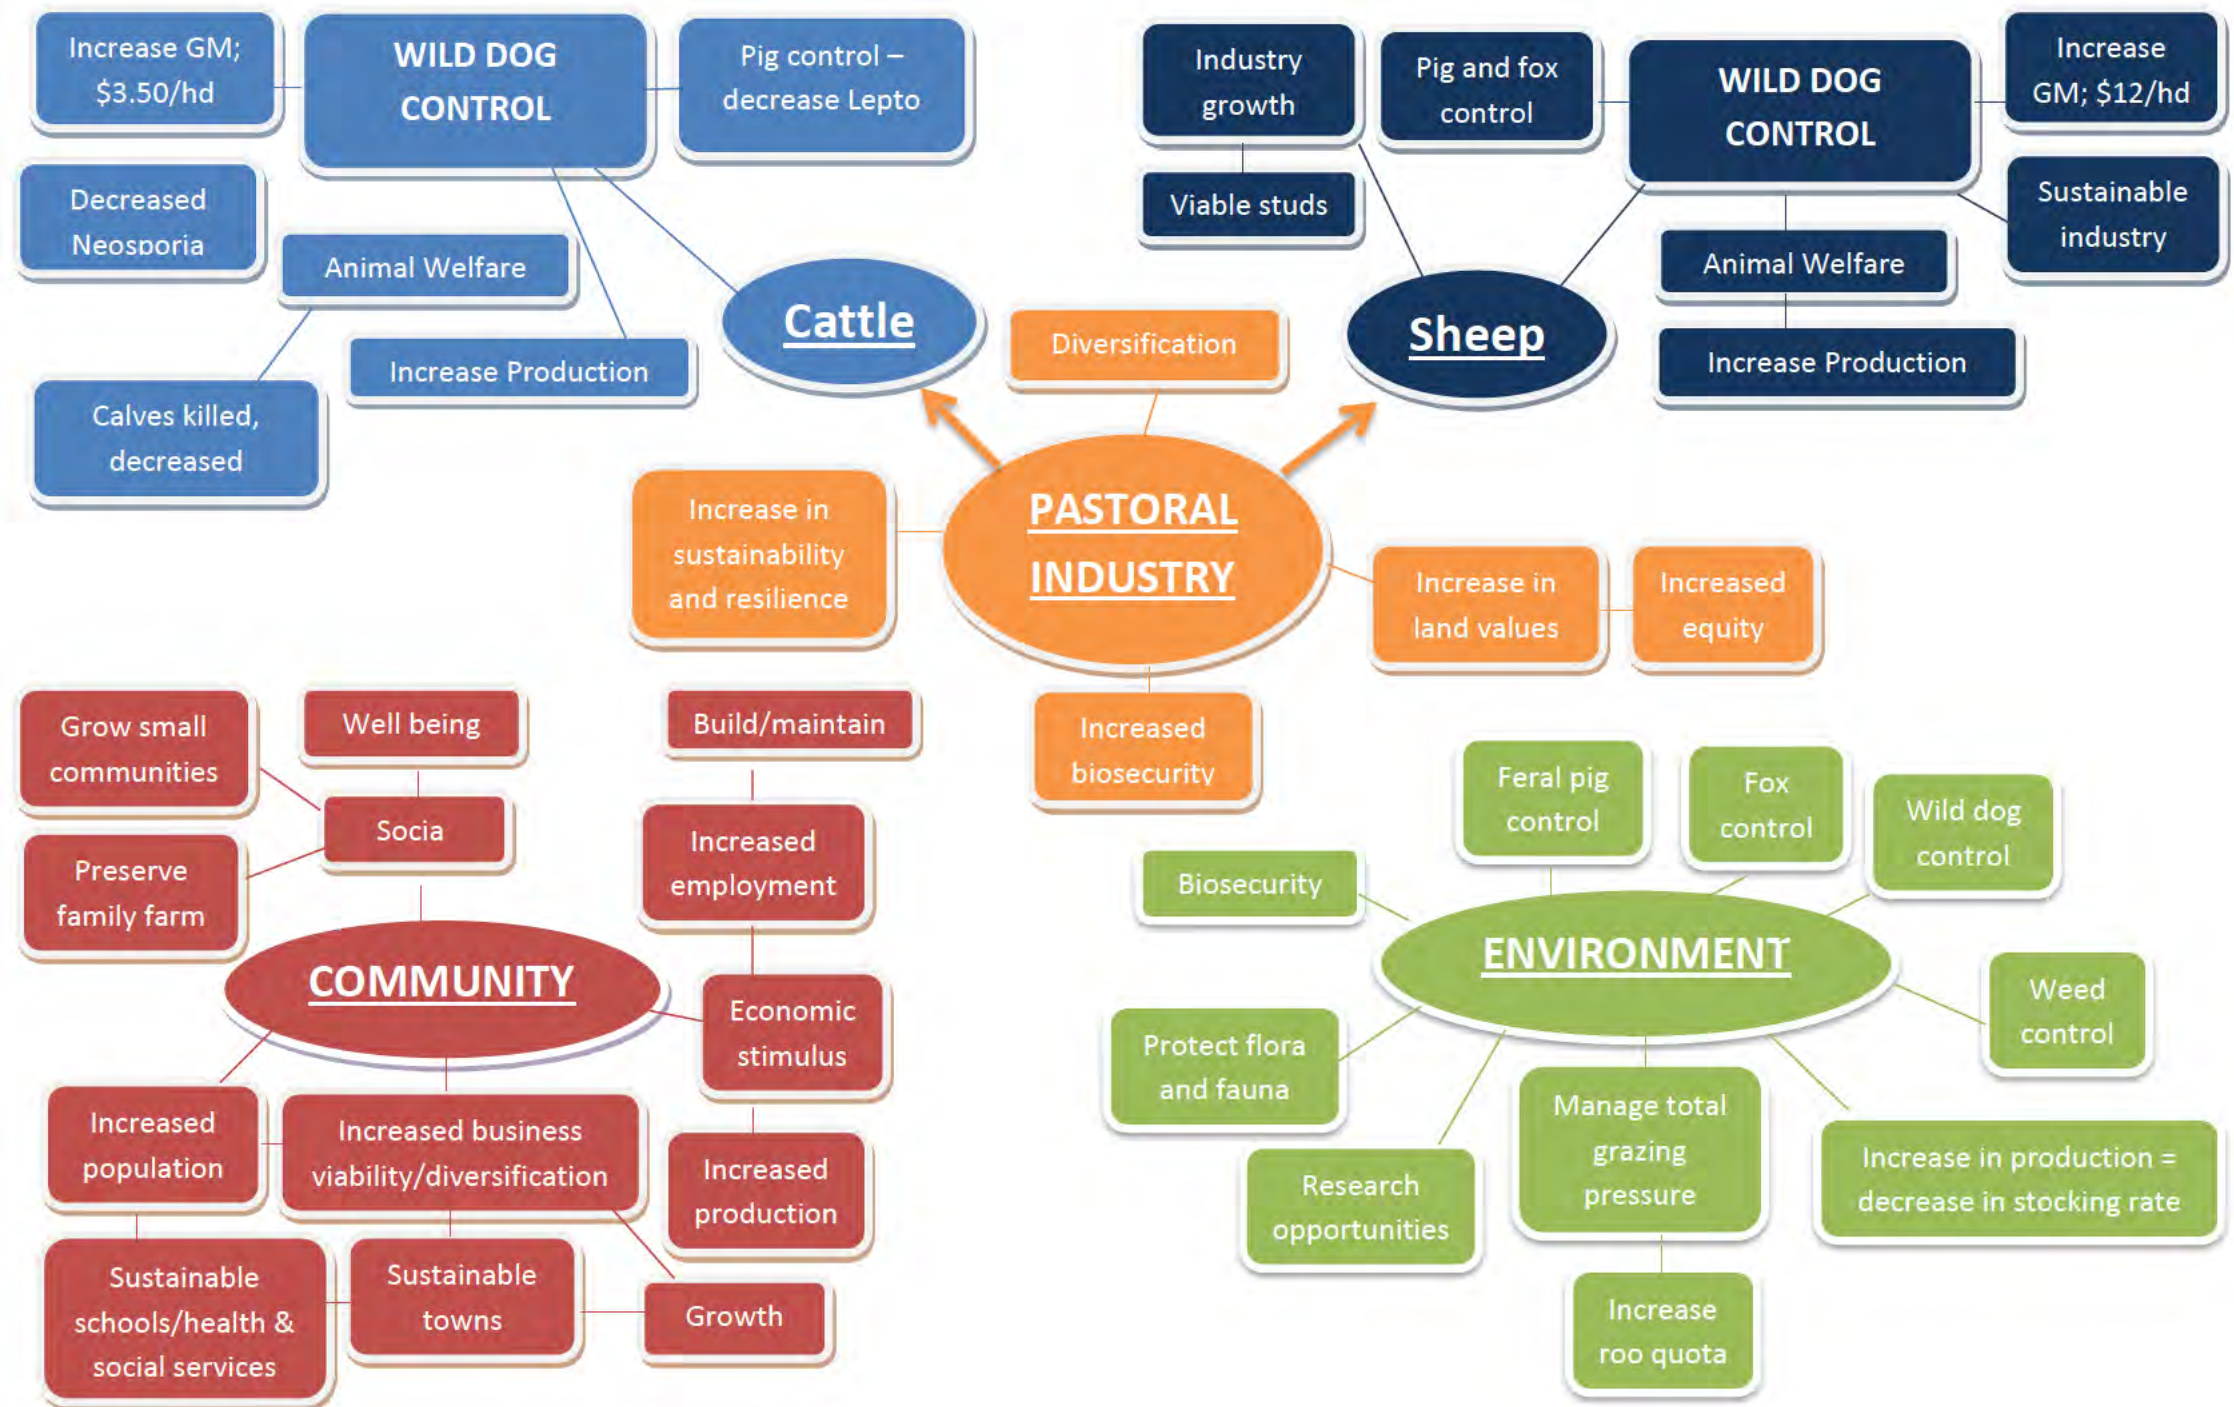 Increase GM;
$3.50/hd
WILD DOG
CONTROL
Pig control –
decrease Lepto
Decreased
Neosporia
Animal Welfare
Calves killed,
decreased
Increase Production
Cattle
Industry
growth
Viable studs
Pig and fox
control
WILD DOG
CONTROL
Increase
GM; $12/hd
Sustainable
industry
Animal Welfare
Increase Production
Sheep
Diversification
PASTORAL
INDUSTRY
Increase in
sustainability
and resilience
Increase in
land values
Increased
equity
Increased
biosecurity
Grow small
communities
Well being
Socia
Preserve
family farm
Build/maintain
Increased
employment
COMMUNITY
Economic
stimulus
Increased
population
Increased business
viability/diversification
Increased
production
Sustainable
schools/health &
social services
Sustainable
towns
Growth
Feral pig
control
Fox
control
Wild dog
control
Biosecurity
ENVIRONMENT
Weed
control
Protect flora
and fauna
Research
opportunities
Manage total
grazing
pressure
Increase in production =
decrease in stocking rate
Increase
roo quota